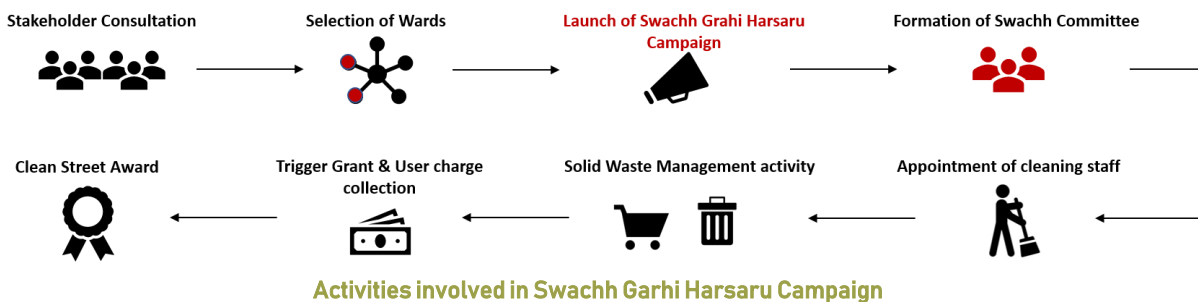 Stakeholder Consultation
Selection of Wards
Launch of Swachh Grahi Harsaru
Campaign
Formation of Swachh Committee
Clean Street Award
Trigger Grant & User charge
collection
Solid Waste Management activity
Appointment of cleaning staff
Activities involved in Swachh Garhi Harsaru Campaign